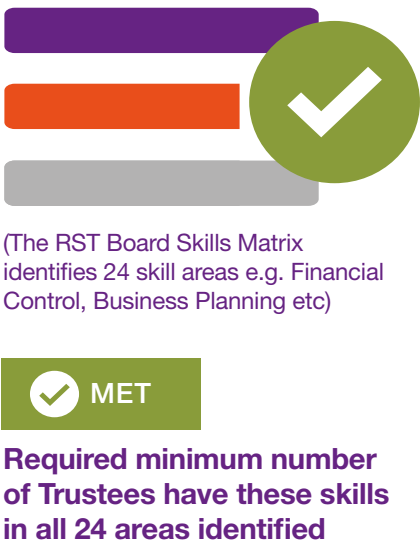 (The RST Board Skills Matrix
identifies 24 skill areas e.g. Financial
Control, Business Planning etc)
MET
Required minimum number
of Trustees have these skills
in all 24 areas identified